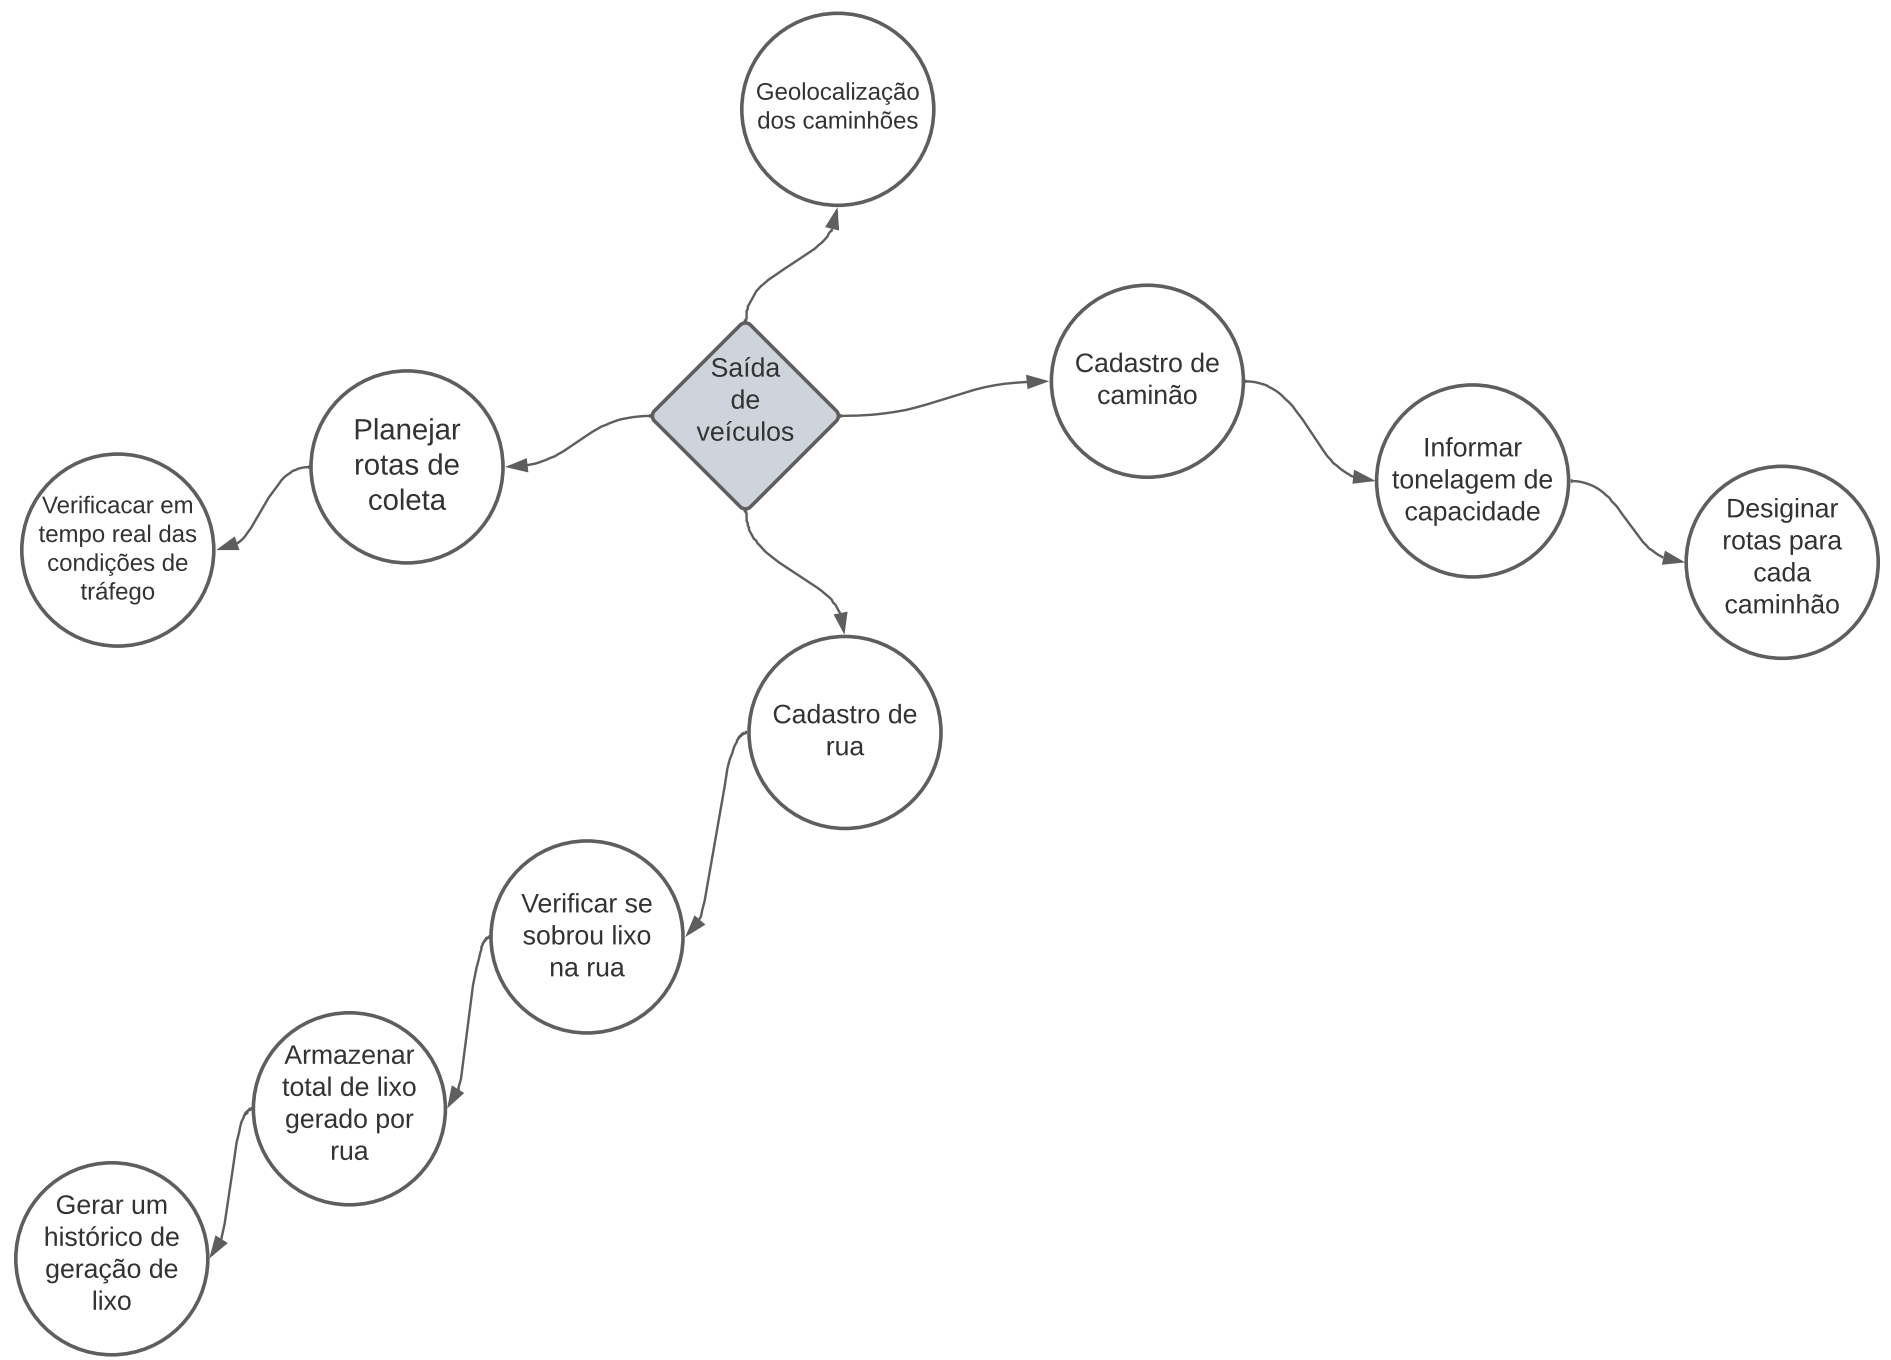 Geolocalização
dos caminhões
Saída
de
veículos
Cadastro de
caminão
Informar
tonelagem de
capacidade
Desiginar
rotas para
cada
caminhão
Planejar
rotas de
coleta
Verificacar em
tempo real das
condições de
tráfego
Cadastro de
rua
Verificar se
sobrou lixo
na rua
Armazenar
total de lixo
gerado por
rua
Gerar um
histórico de
geração de
lixo